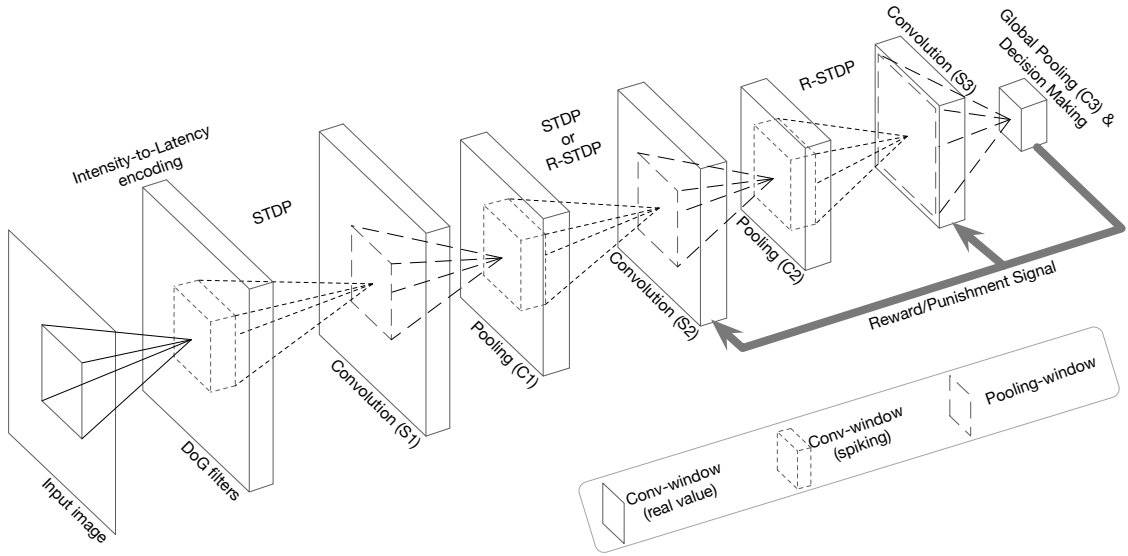 Input image
DoG filters
Intensity-to-Latency
encoding
STDP
Convolution (S1)
Pooling (C1)
STDP
or
R-STDP
Convolution (S2)
Pooling (C2)
R-STDP
Convolution (S3)
Global Pooling (C3) &
Decision Making
Reward/Punishment Signal
Conv-window
(real value)
Conv-window
(spiking)
Pooling-window